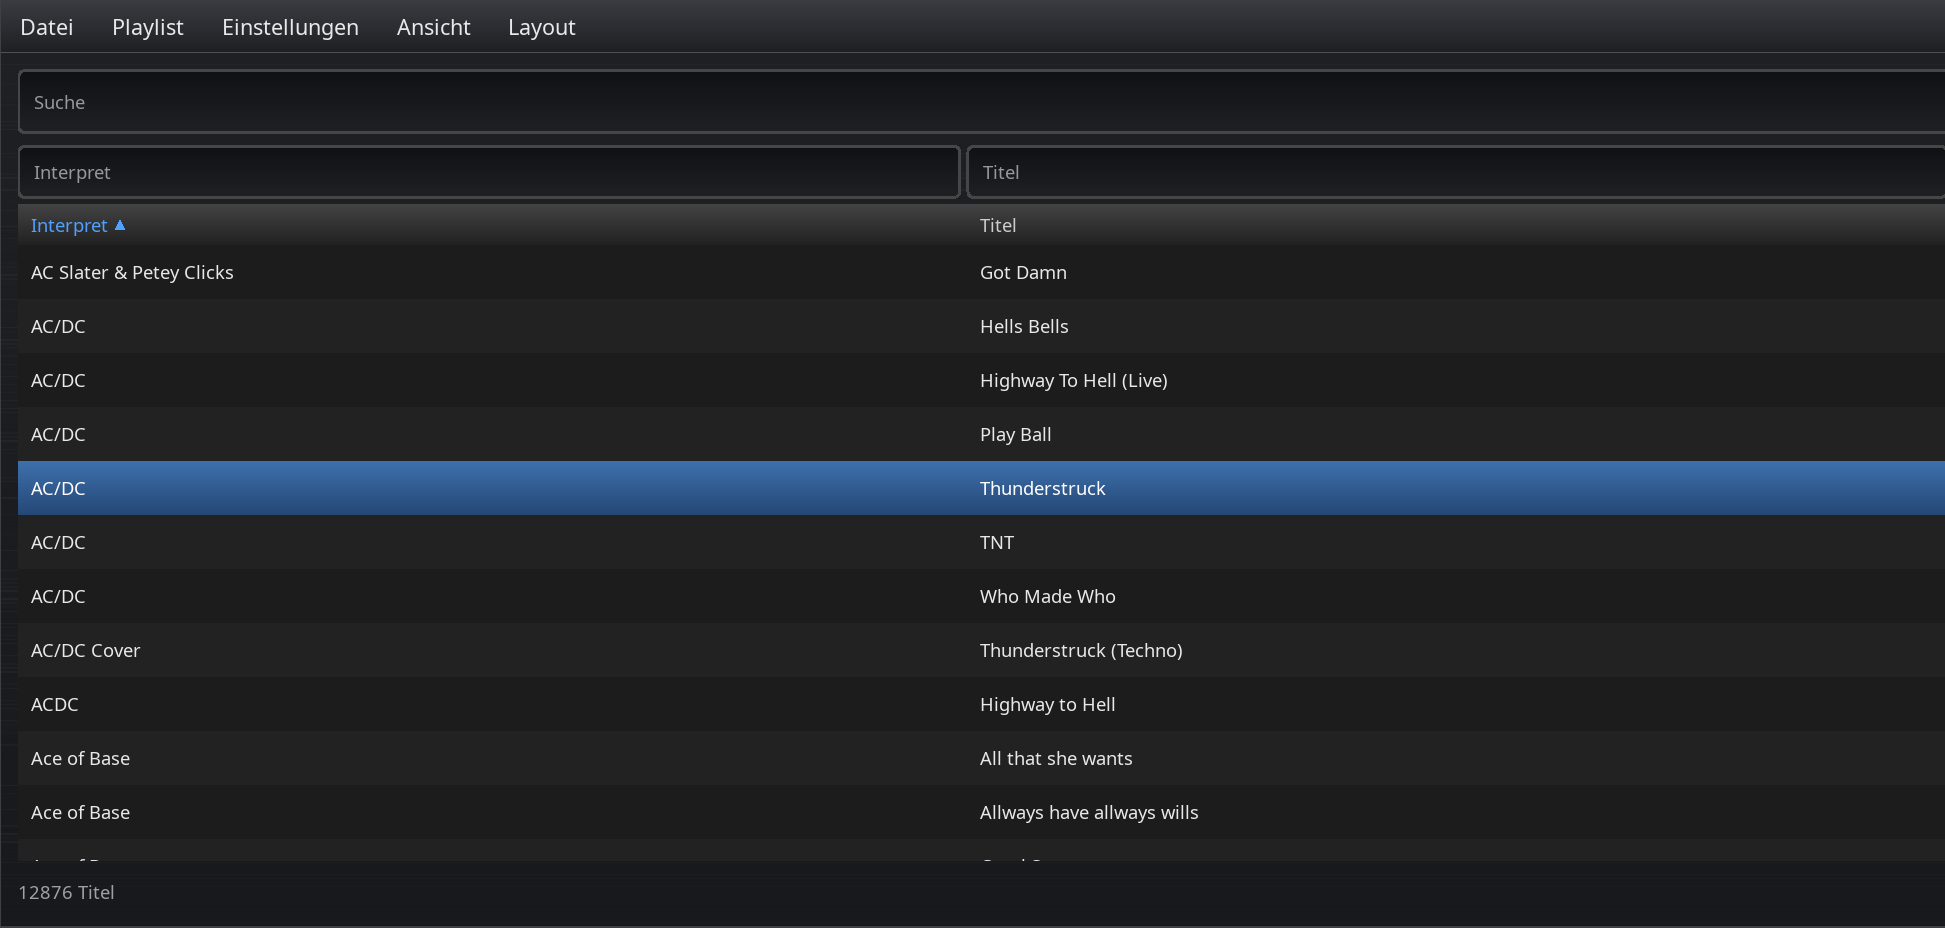 Datei Playlist Einstellungen Ansicht Layout
Suche
Interpret Titel
Interpret ▲ Titel
AC Slater & Petey Clicks Got Damn
AC/DC Hells Bells
AC/DC Highway To Hell (Live)
AC/DC Play Ball
AC/DC Thunderstruck
AC/DC TNT
AC/DC Who Made Who
AC/DC Cover Thunderstruck (Techno)
ACDC Highway to Hell
Ace of Base All that she wants
Ace of Base Allways have allways wills
12876 Titel